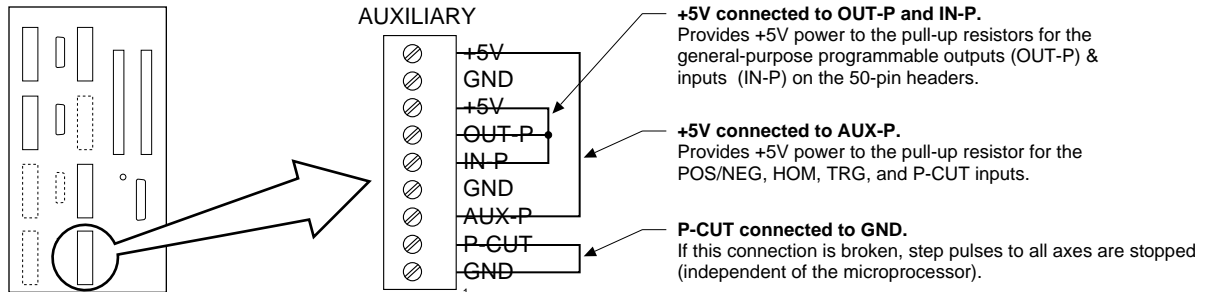 AUXILIARY
+5V
GND
+5V
OUT-P
IN-P
GND
AUX-P
P-CUT
GND
1
+5V connected to OUT-P and IN-P.
Provides +5V power to the pull-up resistors for the
general-purpose programmable outputs (OUT-P) &
inputs (IN-P) on the 50-pin headers.
+5V connected to AUX-P.
Provides +5V power to the pull-up resistor for the
POS/NEG, HOM, TRG, and P-CUT inputs.
P-CUT connected to GND.
If this connection is broken, step pulses to all axes are stopped
(independent of the microprocessor).